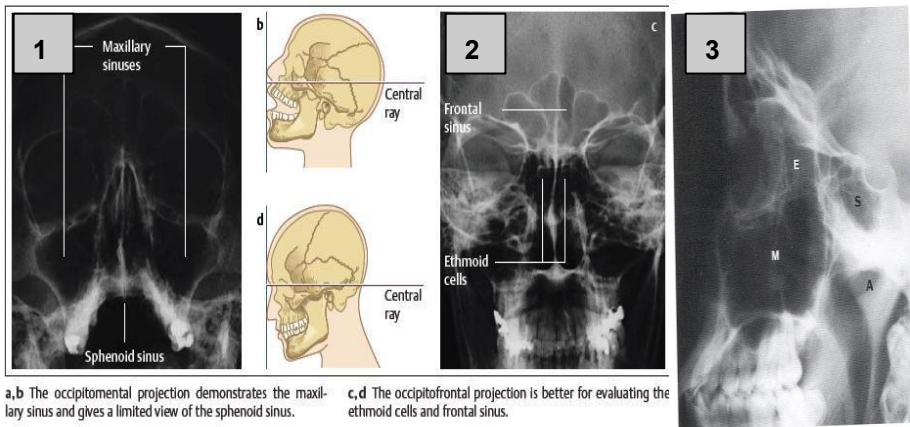 1
Maxillary
sinuses
Sphenoid sinus
b
Central
ray
d
Central
ray
2
c
Frontal
sinus
Ethmoid
cells
3
E
S
M
A
a,b The occipitomental projection demonstrates the maxil-
lary sinus and gives a limited view of the sphenoid sinus.
c,d The occipitofrontal projection is better for evaluating the
ethmoid cells and frontal sinus.